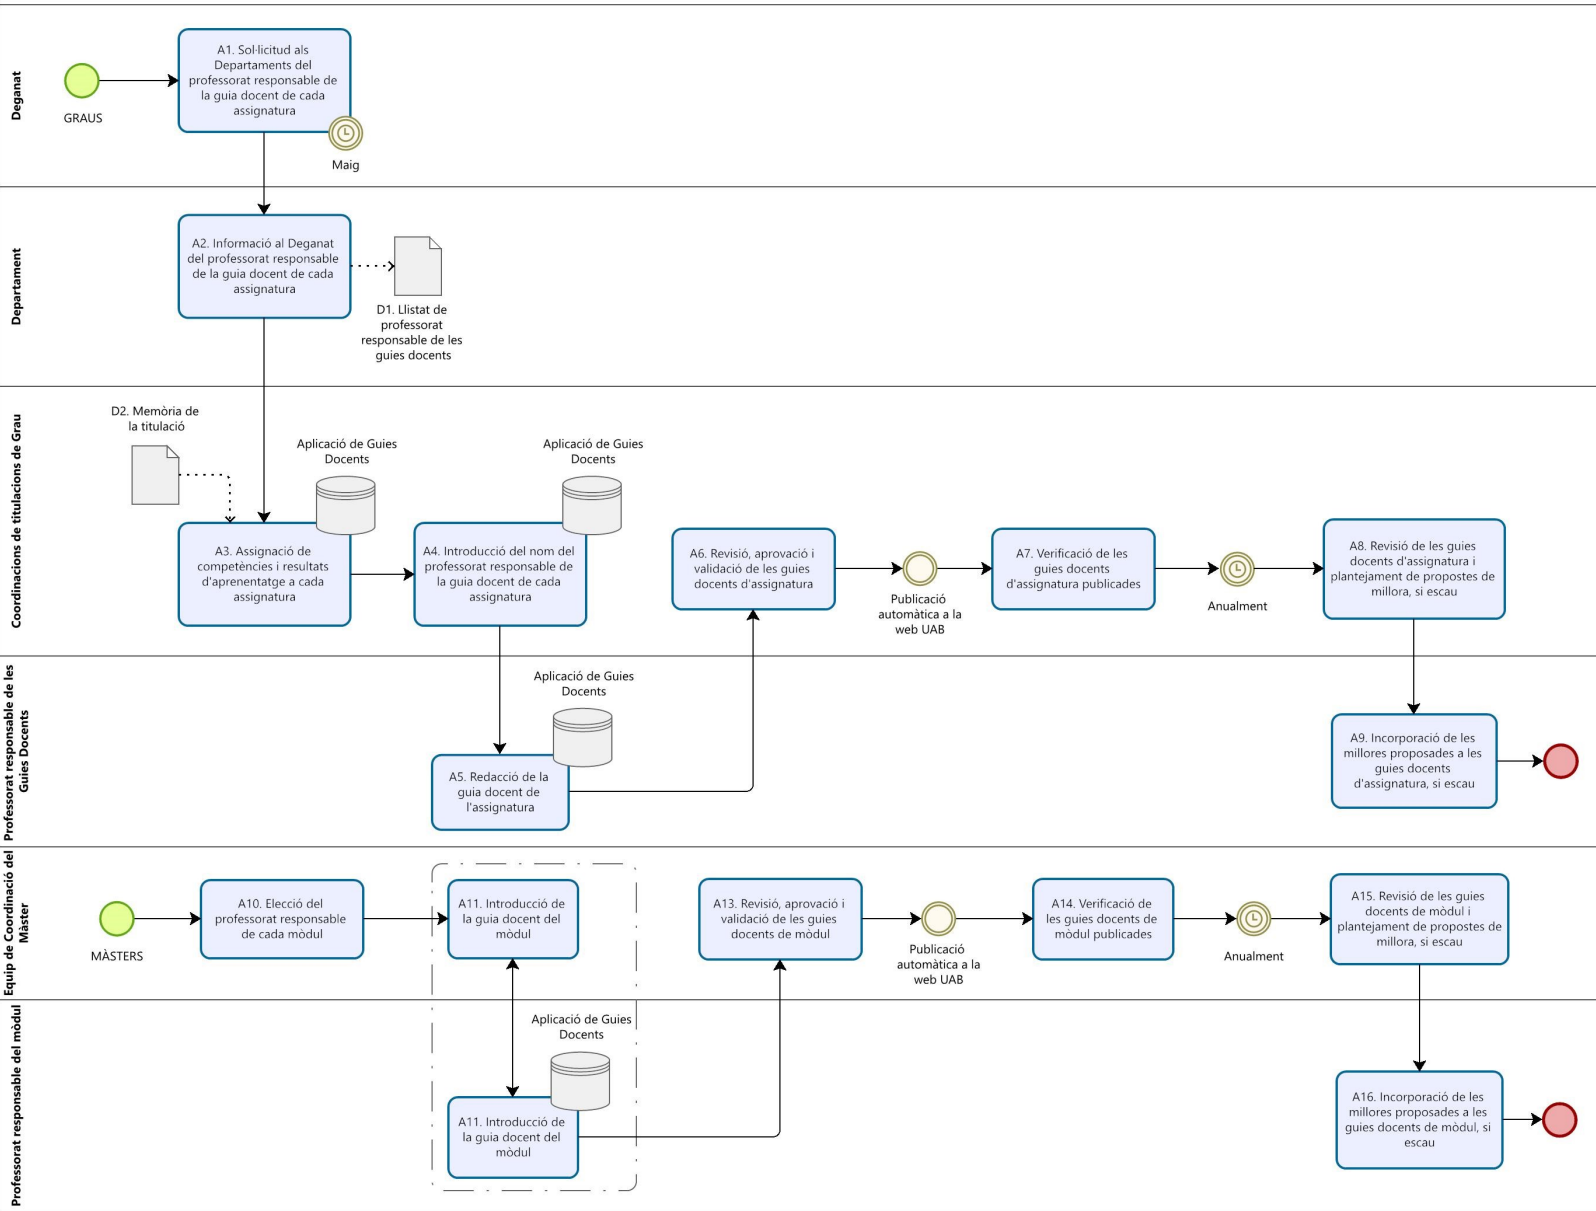 Deganat
GRAUS
A1. Sol·licitud als
Departaments del
professorat responsable de
la guia docent de cada
assignatura
Maig
Departament
A2. Informació al Deganat
del professorat responsable
de la guia docent de cada
assignatura
D1. Llistat de
professorat
responsable de les
guies docents
Coordinacions de titulacions de Grau
D2. Memòria de
la titulació
Aplicació de Guies
Docents
A3. Assignació de
competències i resultats
d'aprenentatge a cada
assignatura
Aplicació de Guies
Docents
A4. Introducció del nom del
professorat responsable de
la guia docent de cada
assignatura
A6. Revisió, aprovació i
validació de les guies
docents d'assignatura
Publicació
automàtica a la
web UAB
A7. Verificació de les
guies docents
d'assignatura publicades
Anualment
A8. Revisió de les guies
docents d'assignatura i
plantejament de propostes de
millora, si escau
Professorat responsable de les
Guies Docents
Aplicació de Guies
Docents
A5. Redacció de la
guia docent de
l'assignatura
A9. Incorporació de les
millores proposades a les
guies docents
d'assignatura, si escau
Equip de Coordinació del
Màster
MÀSTERS
A10. Elecció del
professorat responsable
de cada mòdul
A11. Introducció de
la guia docent del
mòdul
A13. Revisió, aprovació i
validació de les guies
docents de mòdul
Publicació
automàtica a la
web UAB
A14. Verificació de
les guies docents de
mòdul publicades
Anualment
A15. Revisió de les guies
docents de mòdul i
plantejament de propostes de
millora, si escau
Professorat responsable del mòdul
Aplicació de Guies
Docents
A11. Introducció de
la guia docent del
mòdul
A16. Incorporació de les
millores proposades a les
guies docents de mòdul, si
escau